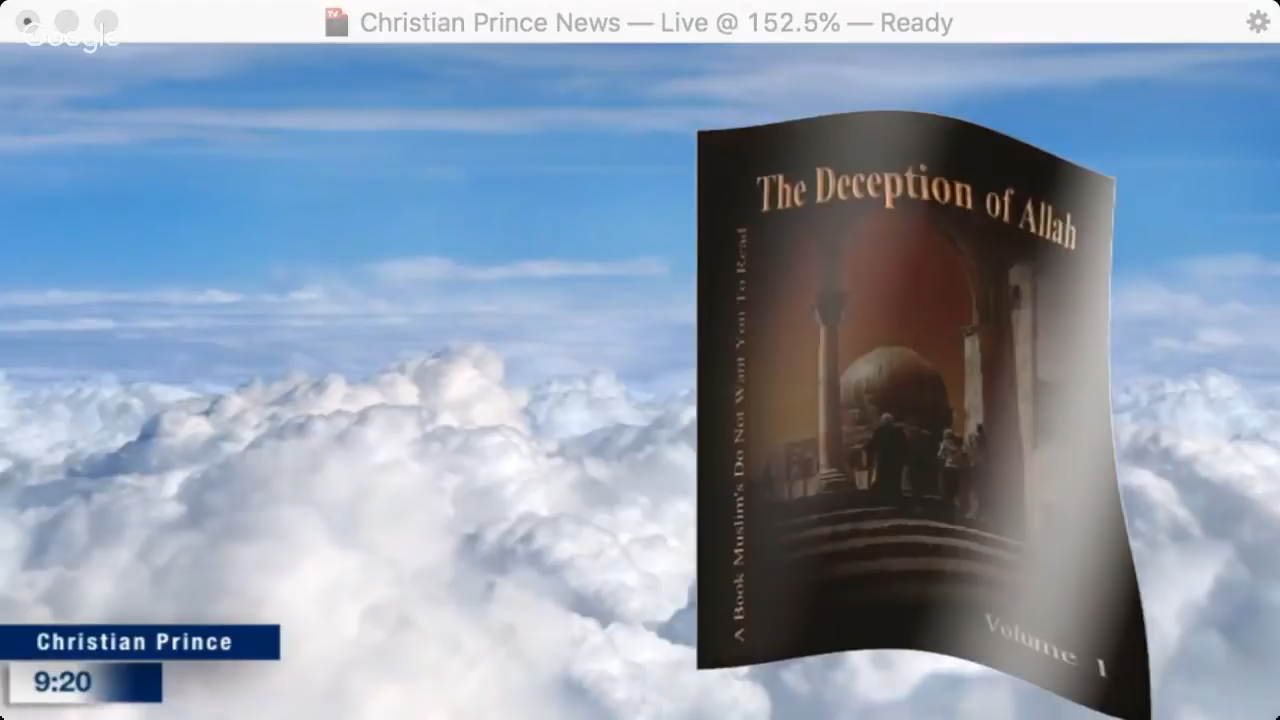 Christian Prince News — Live @ 152.5% — Ready
Google
The Deception of Allah
A Book Muslim's Do Not Want You To Read
Volume 1
Christian Prince
9:20